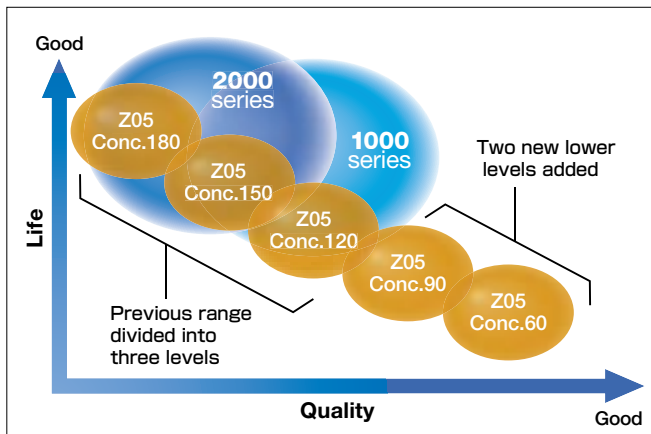 Good
2000
series
Z05
Conc.180
1000
series
Z05
Conc.150
Two new lower
levels added
Z05
Conc.120
Life
Z05
Conc.90
Z05
Conc.60
Previous range
divided into
three levels
Quality
Good